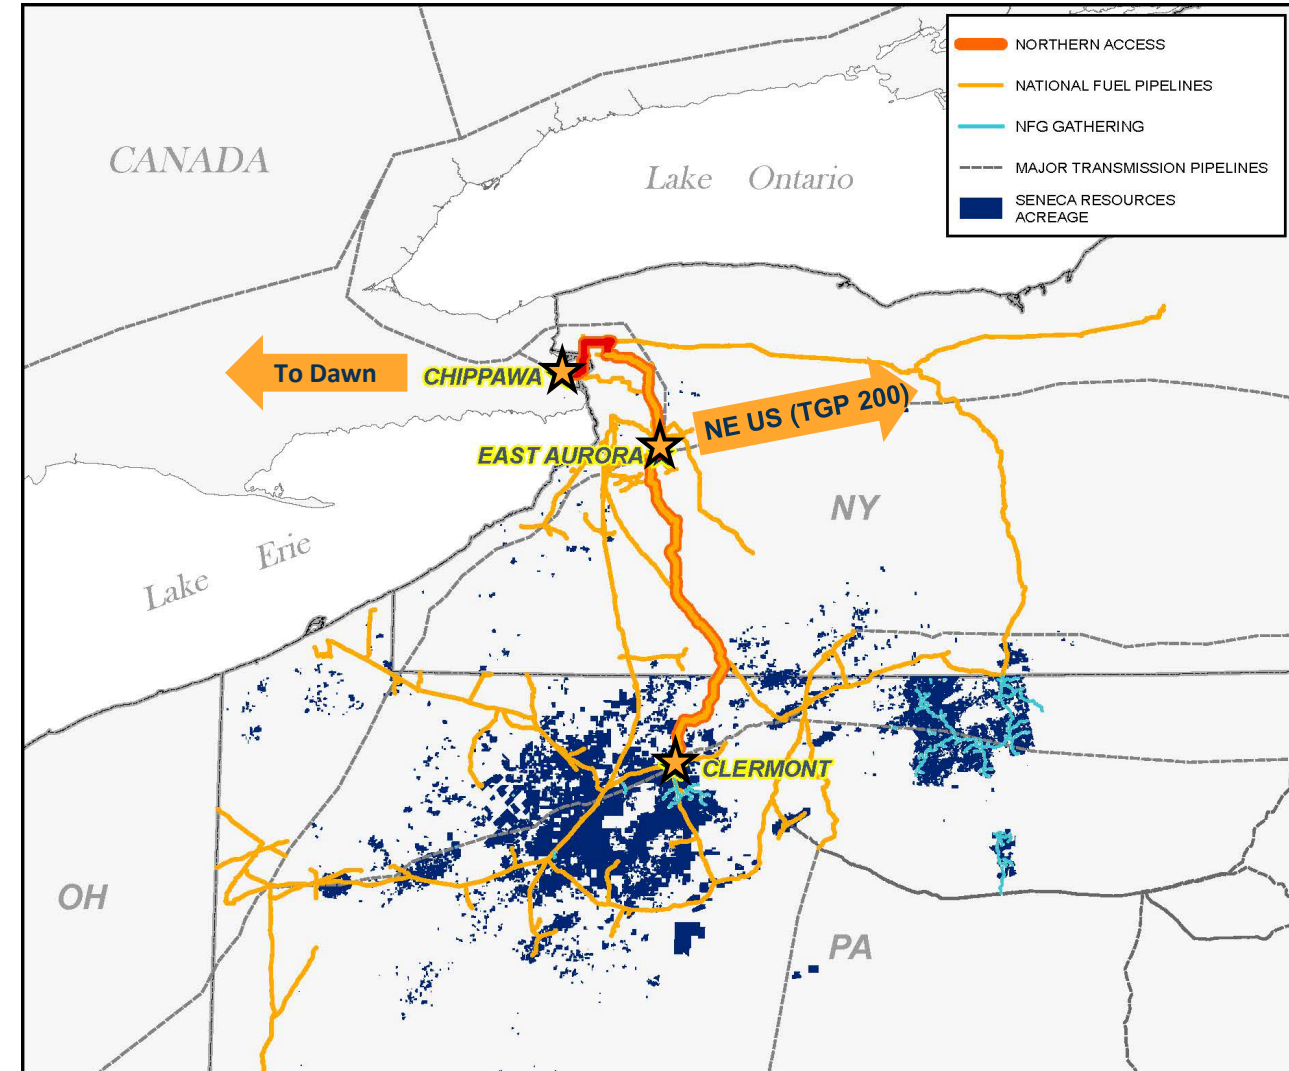 NORTHERN ACCESS
NATIONAL FUEL PIPELINES
NFG GATHERING
MAJOR TRANSMISSION PIPELINES
SENECA RESOURCES
ACREAGE
CANADA
Lake Ontario
To Dawn
CHIPPAWA
NE US (TGP 200)
EAST AURORA
NY
Lake Erie
CLERMONT
OH
PA